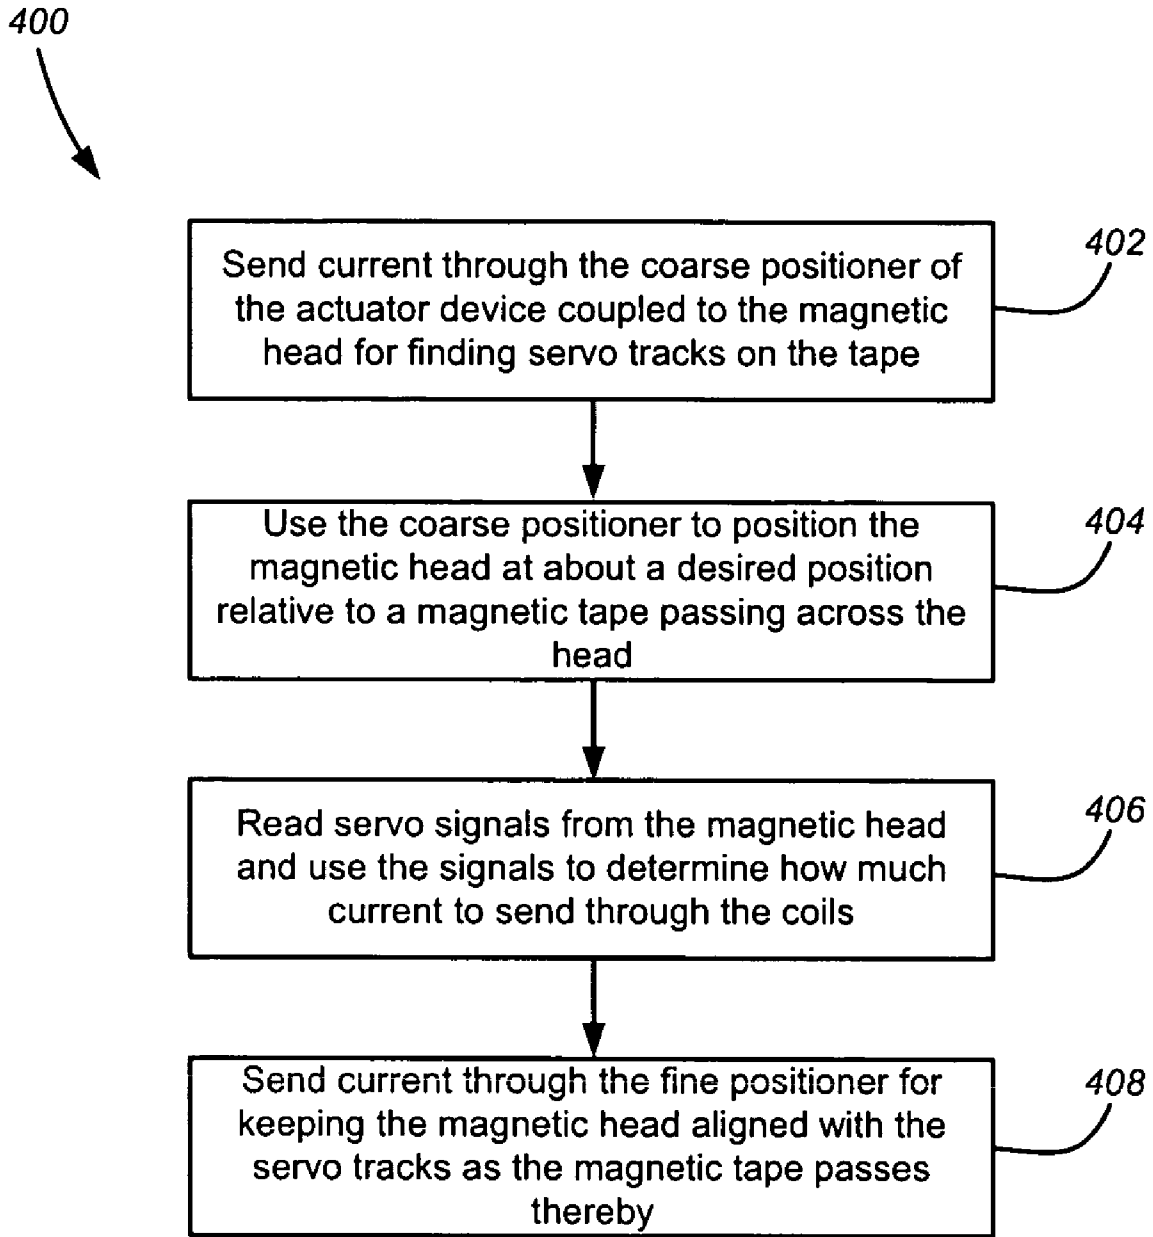 400
Send current through the coarse positioner of
the actuator device coupled to the magnetic
head for finding servo tracks on the tape
402
Use the coarse positioner to position the
magnetic head at about a desired position
relative to a magnetic tape passing across the
head
404
Read servo signals from the magnetic head
and use the signals to determine how much
current to send through the coils
406
Send current through the fine positioner for
keeping the magnetic head aligned with the
servo tracks as the magnetic tape passes
thereby
408